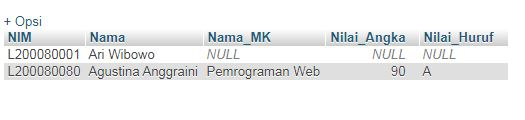 + Opsi
NIM Nama Nama_MK Nilai_Angka Nilai_Huruf
L200080001 Ari Wibowo NULL NULL NULL
L200080080 Agustina Anggraini Pemrograman Web 90 A